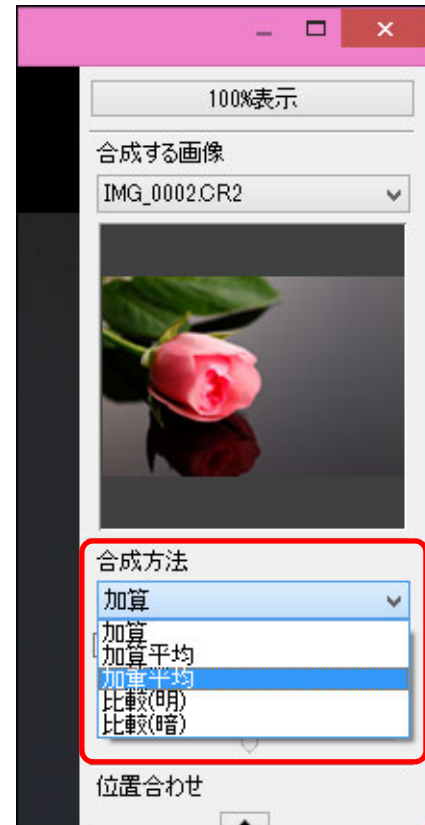 100%表示
合成する画像
IMG_0002.CR2
合成方法
加算
加算
加算平均
加重平均
比較(明)
比較(暗)
位置合わせ